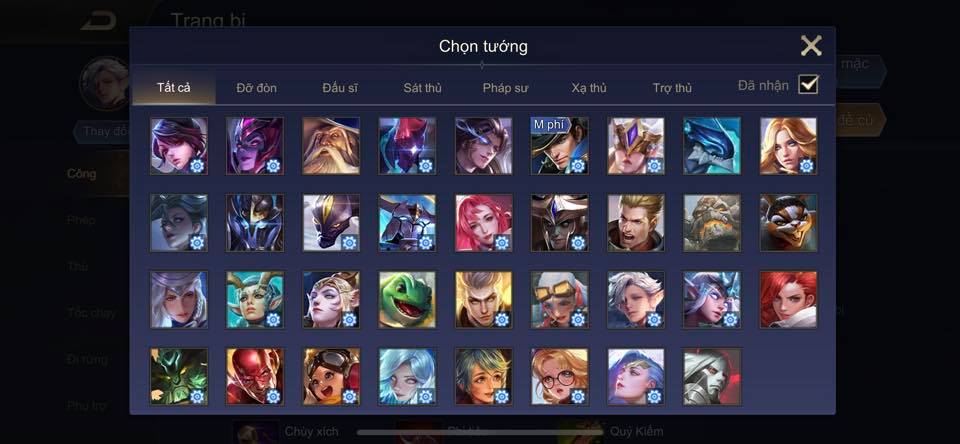 Trang bị
Chọn tướng
mặc
Tất cả
Đỡ đòn
Đấu sĩ
Sát thủ
Pháp sư
Xạ thủ
Trợ thủ
Đã nhận
Thay đổi
M phí
đề cử
Công
Phép
Thủ
Tốc chạy
Đi rừng
Phụ trợ
Chùy xích
Quỷ Kiếm